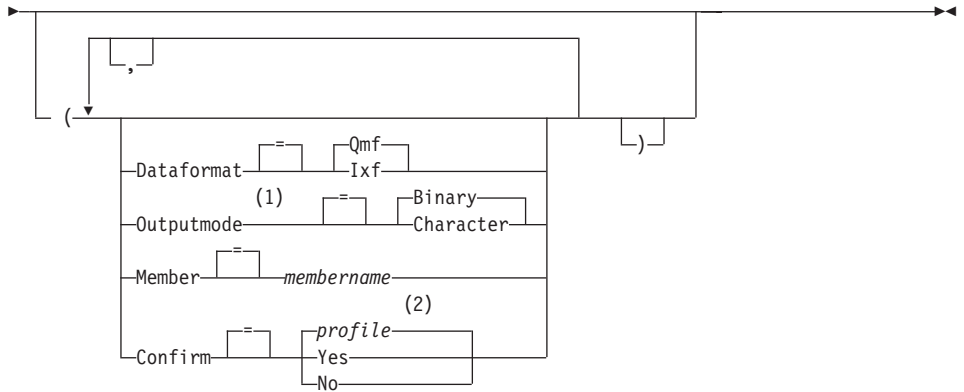 ,
(
)
= Qmf
Dataformat Ixf
(1)
= Binary
Outputmode Character
=
Member membername
(2)
= profile
Confirm Yes
No